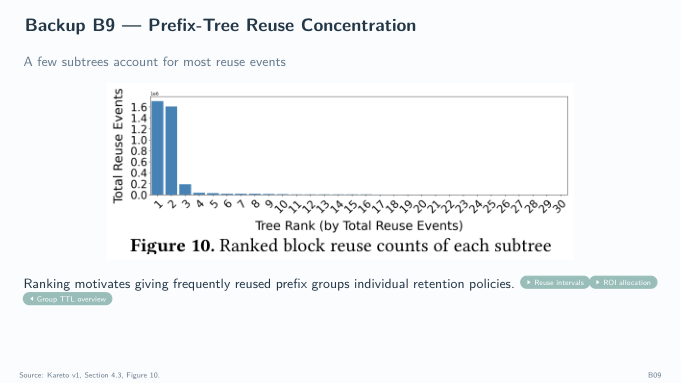 Backup B9 — Prefix-Tree Reuse Concentration
A few subtrees account for most reuse events
1e6
Total Reuse Events
1.6
1.4
1.2
1.0
0.8
0.6
0.4
0.2
0.0
1 2 3 4 5 6 7 8 9 10 11 12 13 14 15 16 17 18 19 20 21 22 23 24 25 26 27 28 29 30
Tree Rank (by Total Reuse Events)
Figure 10. Ranked block reuse counts of each subtree
Ranking motivates giving frequently reused prefix groups individual retention policies. Reuse intervals ROI allocation
Group TTL overview
Source: Kareto v1, Section 4.3, Figure 10. B09